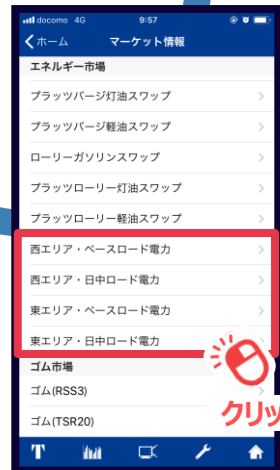 docomo 4G 9:57
ホーム マーケット情報
エネルギー市場
プラッツバージ灯油スワップ
プラッツバージ軽油スワップ
ローリーガソリンスワップ
プラッツローリー灯油スワップ
プラッツローリー軽油スワップ
西エリア・ベースロード電力
西エリア・日中ロード電力
東エリア・ベースロード電力
東エリア・日中ロード電力
ゴム市場
ゴム(RSS3)
クリッ
ゴム(TSR20)
T